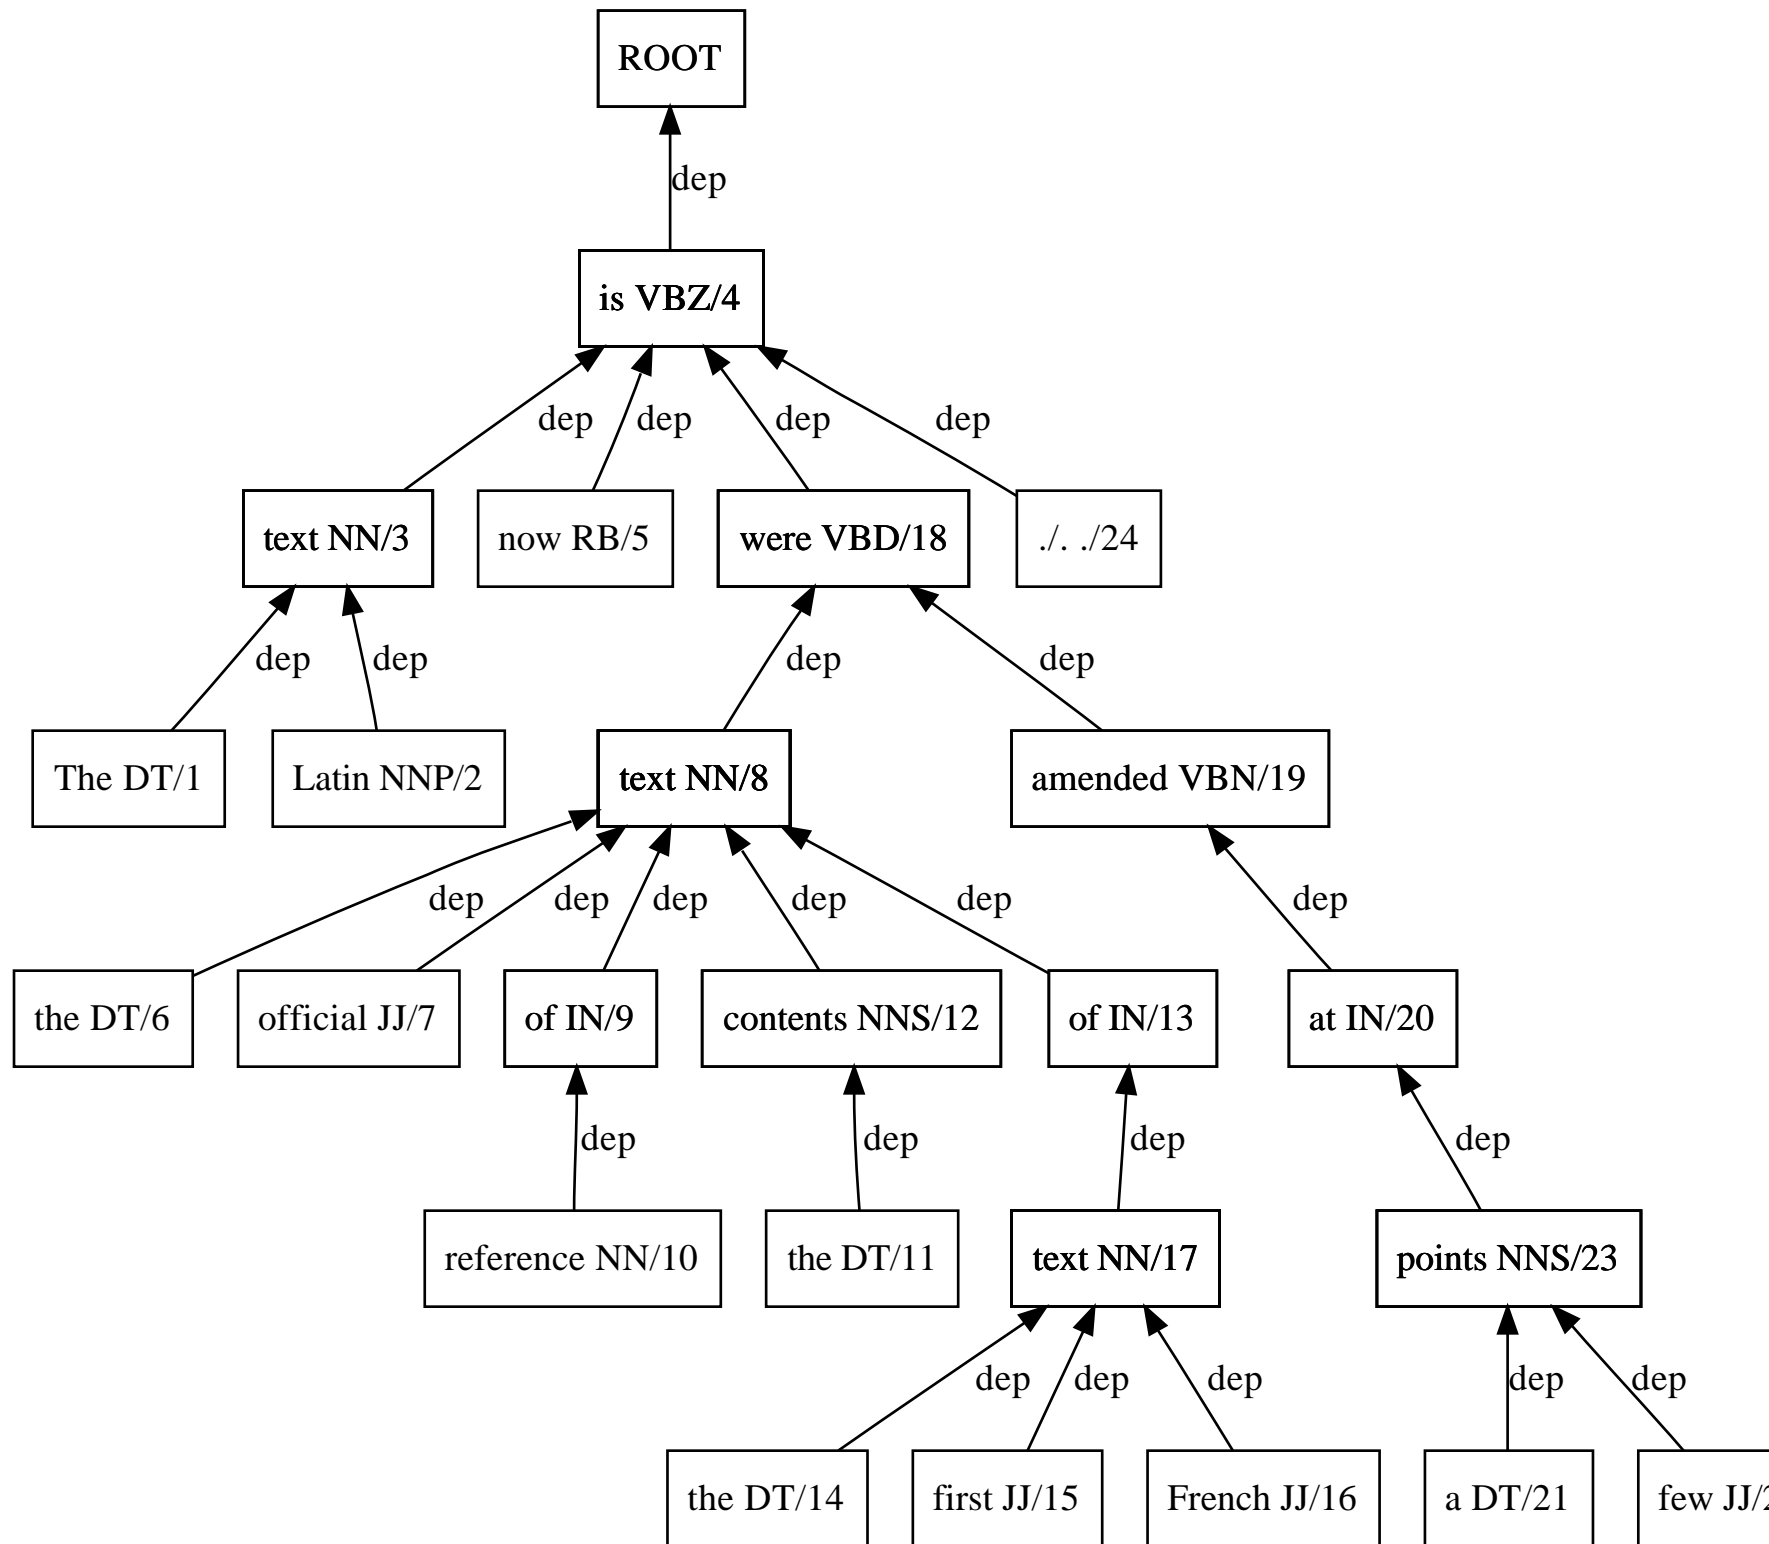 ROOT
dep
is VBZ/4
dep dep dep dep
text NN/3 now RB/5 were VBD/18 ./. ./24
dep dep dep dep
The DT/1 Latin NNP/2 text NN/8 amended VBN/19
dep dep dep dep dep dep
the DT/6 official JJ/7 of IN/9 contents NNS/12 of IN/13 at IN/20
dep dep dep dep
reference NN/10 the DT/11 text NN/17 points NNS/23
dep dep dep dep dep
the DT/14 first JJ/15 French JJ/16 a DT/21 few